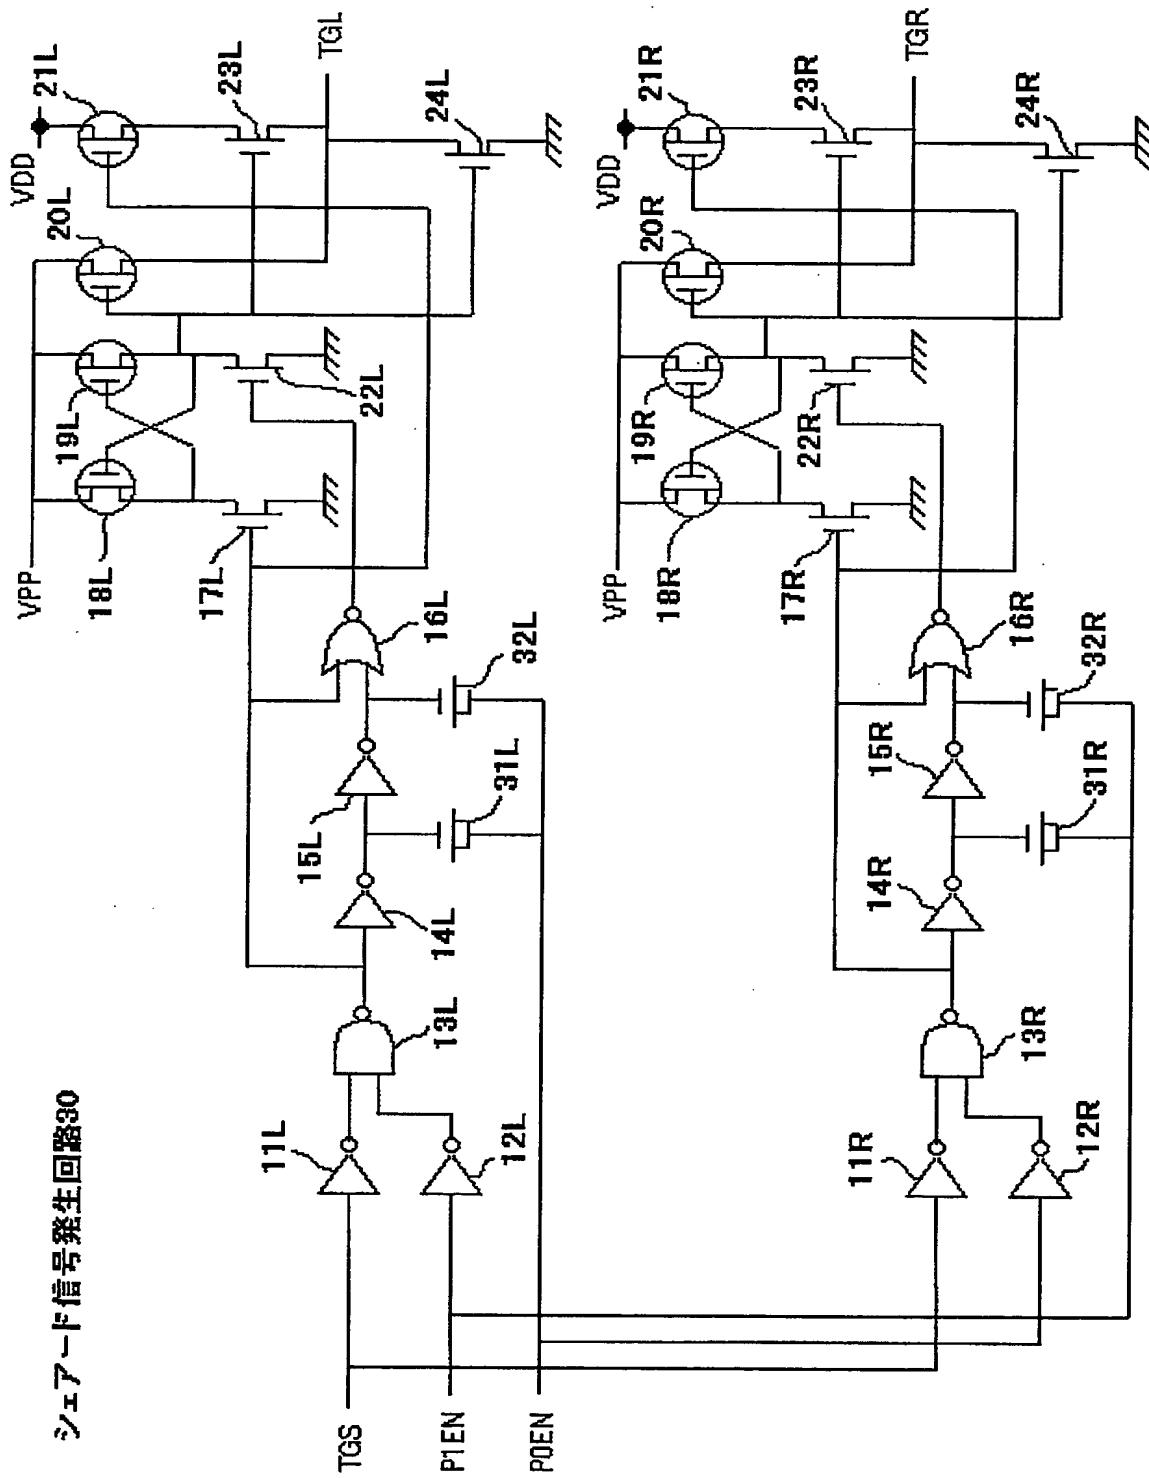 シェアード信号発生回路30
TGS
P1EN
P0EN
11L
12L
13L
14L
15L
31L
32L
16L
VPP
17L
18L
19L
22L
20L
VDD
21L
23L
TGL
24L
11R
12R
13R
14R
15R
31R
32R
16R
VPP
17R
18R
19R
22R
20R
VDD
21R
23R
TGR
24R